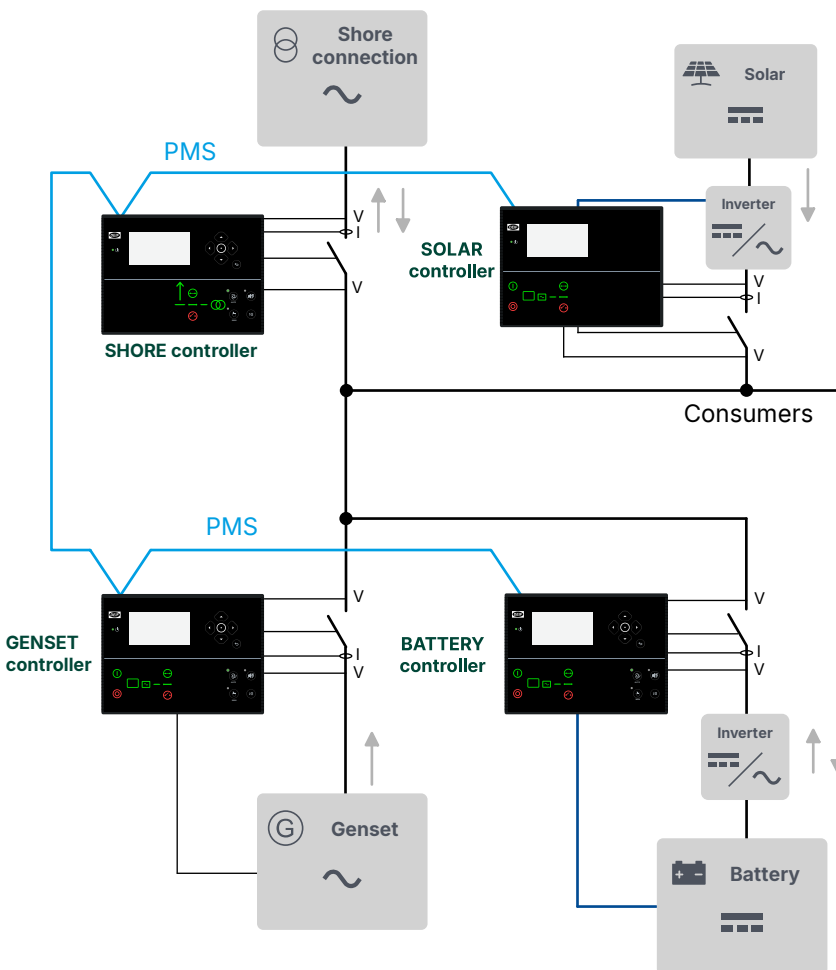 Shore
connection
Solar
PMS
Inverter
V
I
V
SHORE controller
SOLAR
controller
V
I
V
Consumers
PMS
GENSET
controller
V
I
V
BATTERY
controller
V
I
V
Inverter
G
Genset
Battery